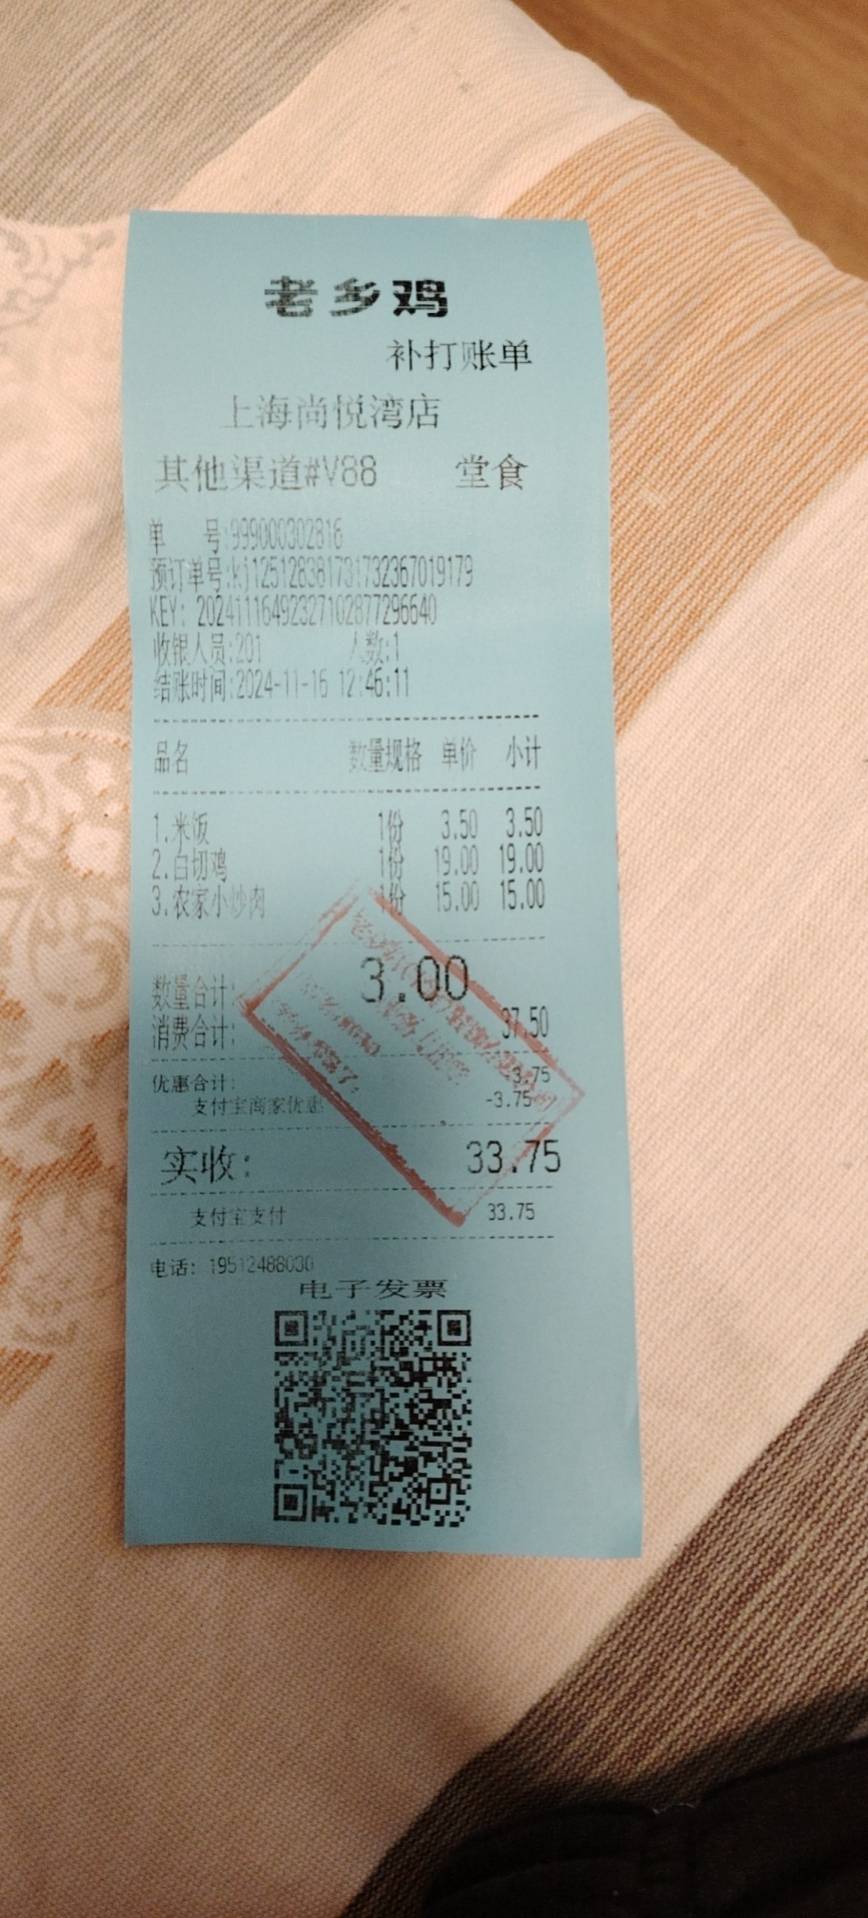 老乡鸡
补打账单
上海尚悦湾店
其他渠道#V88 堂食
单 号:999000302816
预订单号:kj1251283817317323670191​79
KEY: 20241116492327102877296640
收银人员:201 人数:1
结账时间:2024-11-16 12:46:11
品名 数量规格 单价 小计
1.米饭 1份 3.50 3.50
2.白切鸡 1份 19.00 19.00
3.农家小炒肉 1份 15.00 15.00
数量合计: 3.00
消费合计: 37.50
优惠合计: -3.75
支付宝商家优惠 -3.75
实收: 33.75
支付宝支付 33.75
电话: 19512488030
电子发票